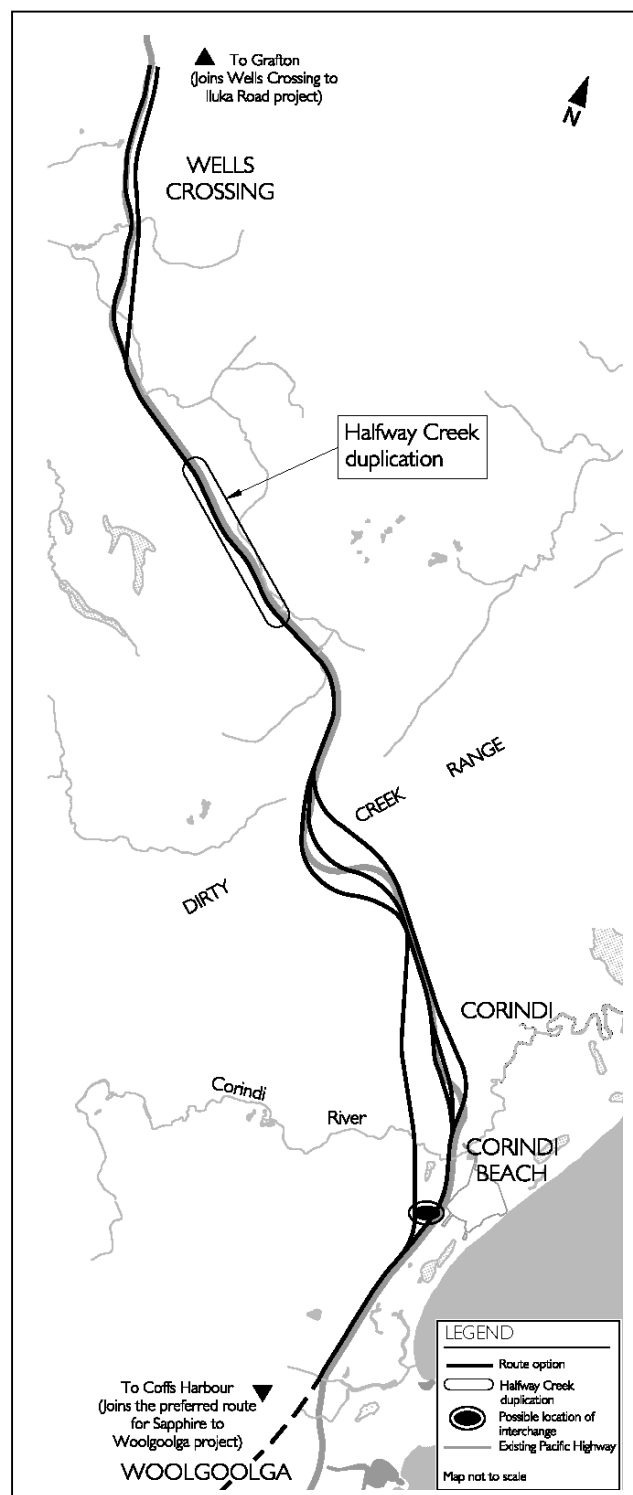 To Grafton
(Joins Wells Crossing to
Iluka Road project)
N
WELLS
CROSSING
Halfway Creek
duplication
RANGE
CREEK
DIRTY
CORINDI
Corindi
River
CORINDI
BEACH
LEGEND
Route option
Halfway Creek
duplication
Possible location of
interchange
Existing Pacific Highway
Map not to scale
To Coffs Harbour
(Joins the preferred route
for Sapphire to
Woolgoolga project)
WOOLGOOLGA